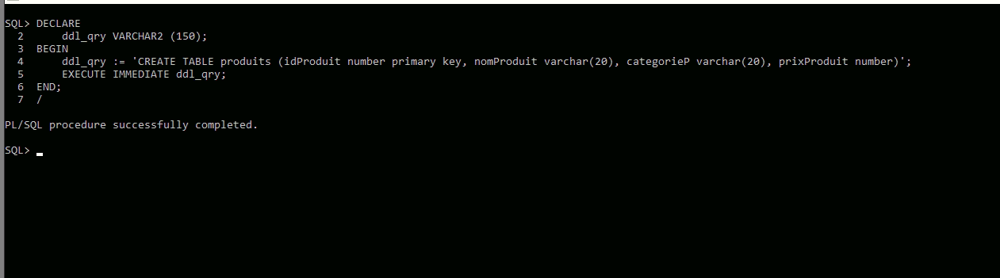 SQL> DECLARE
  2      ddl_qry VARCHAR2 (150);
  3  BEGIN
  4      ddl_qry := 'CREATE TABLE produits (idProduit number primary key, nomProduit varchar(20), categorieP varchar(20), prixProduit number)';
  5      EXECUTE IMMEDIATE ddl_qry;
  6  END;
  7  /
PL/SQL procedure successfully completed.
SQL>